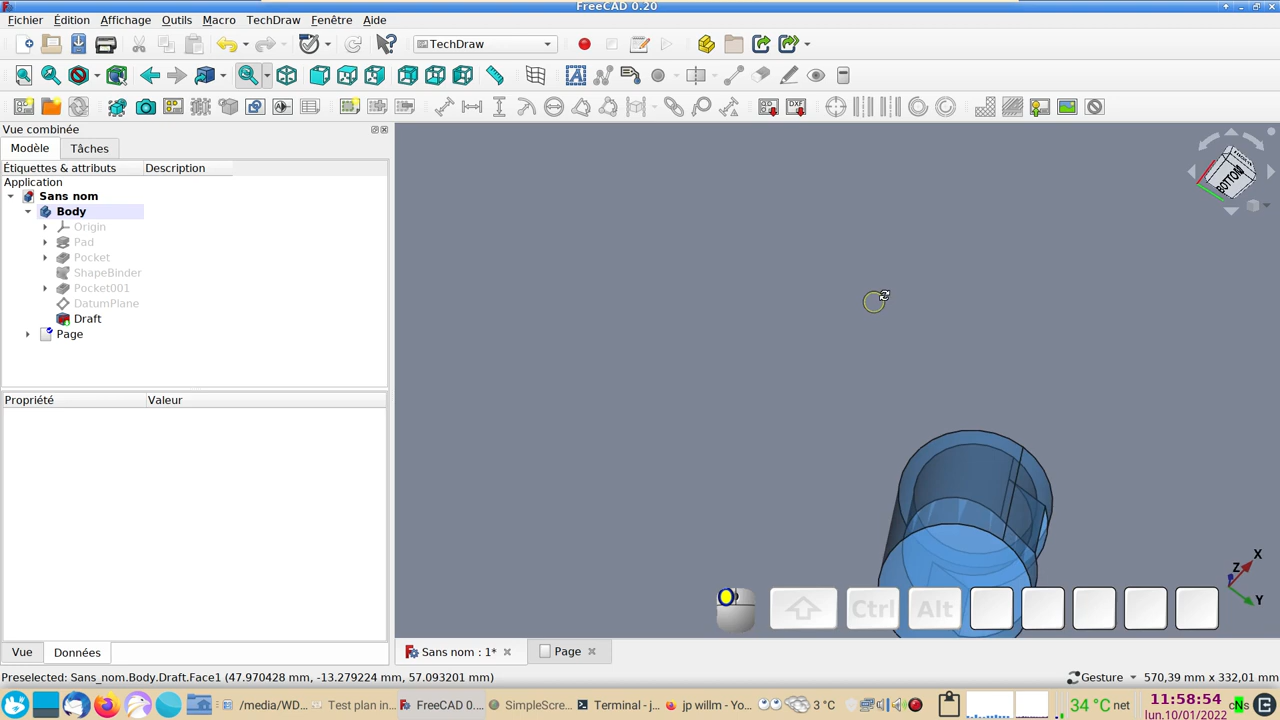 FreeCAD 0.20
Fichier Édition Affichage Outils Macro TechDraw Fenêtre Aide
TechDraw
DXF
Vue combinée
Modèle Tâches
Étiquettes & attributs Description
Application
Sans nom
Body
Origin
Pad
Pocket
ShapeBinder
Pocket001
DatumPlane
Draft
Page
Propriété Valeur
BOTTOM
X
Z
Y
Ctrl Alt
Vue Données
Sans nom : 1* Page
Preselected: Sans_nom.Body.Draft.Face1 (47.970428 mm, -13.279224 mm, 57.093201 mm) Gesture 570,39 mm x 332,01 mm
/media/WD... Test plan in... FreeCAD 0.... SimpleScre... Terminal - j... jp willm - Yo... 3 °C 34 °C net 11:58:54 cNs
lun.10/01/2022